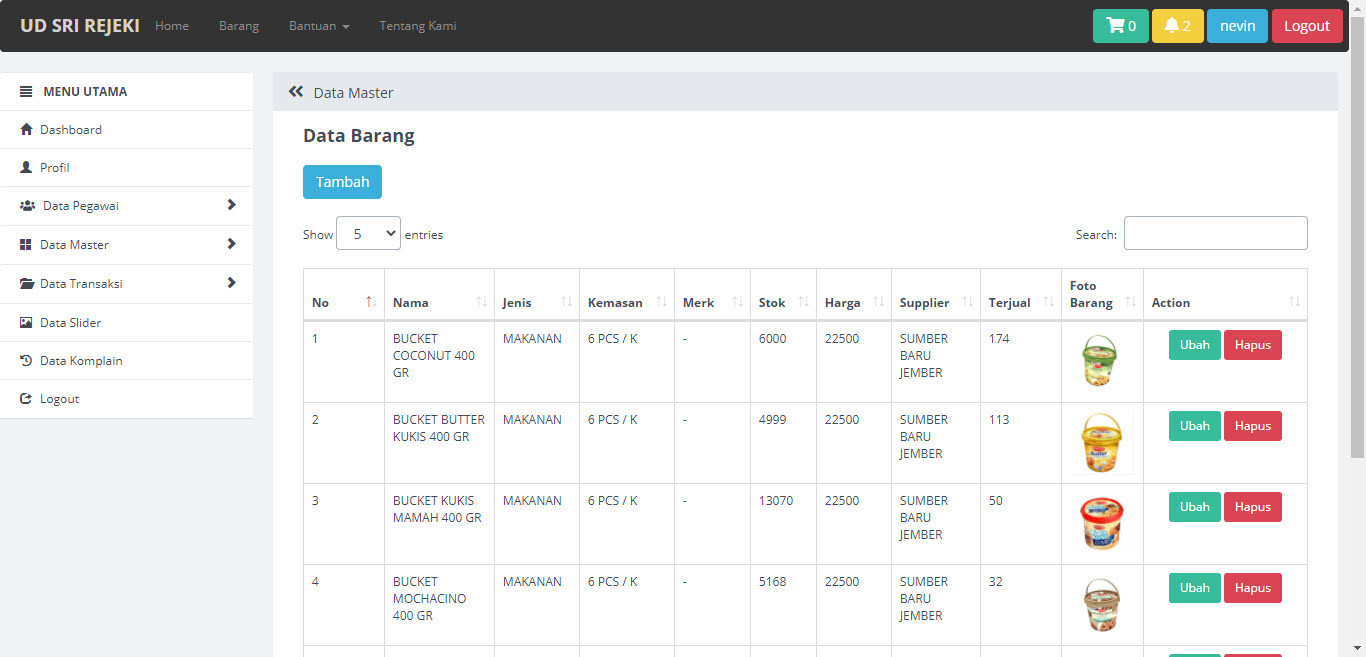 UD SRI REJEKI Home Barang Bantuan Tentang Kami 0 2 nevin Logout
MENU UTAMA
Dashboard
Profil
Data Pegawai
Data Master
Data Transaksi
Data Slider
Data Komplain
Logout
Data Master
Data Barang
Tambah
Show 5 entries Search:
No Nama Jenis Kemasan Merk Stok Harga Supplier Terjual Foto Barang Action
1 BUCKET COCONUT 400 GR MAKANAN 6 PCS / K - 6000 22500 SUMBER BARU JEMBER 174 Ubah Hapus
2 BUCKET BUTTER KUKIS 400 GR MAKANAN 6 PCS / K - 4999 22500 SUMBER BARU JEMBER 113 Ubah Hapus
3 BUCKET KUKIS MAMAH 400 GR MAKANAN 6 PCS / K - 13070 22500 SUMBER BARU JEMBER 50 Ubah Hapus
4 BUCKET MOCHACINO 400 GR MAKANAN 6 PCS / K - 5168 22500 SUMBER BARU JEMBER 32 Ubah Hapus